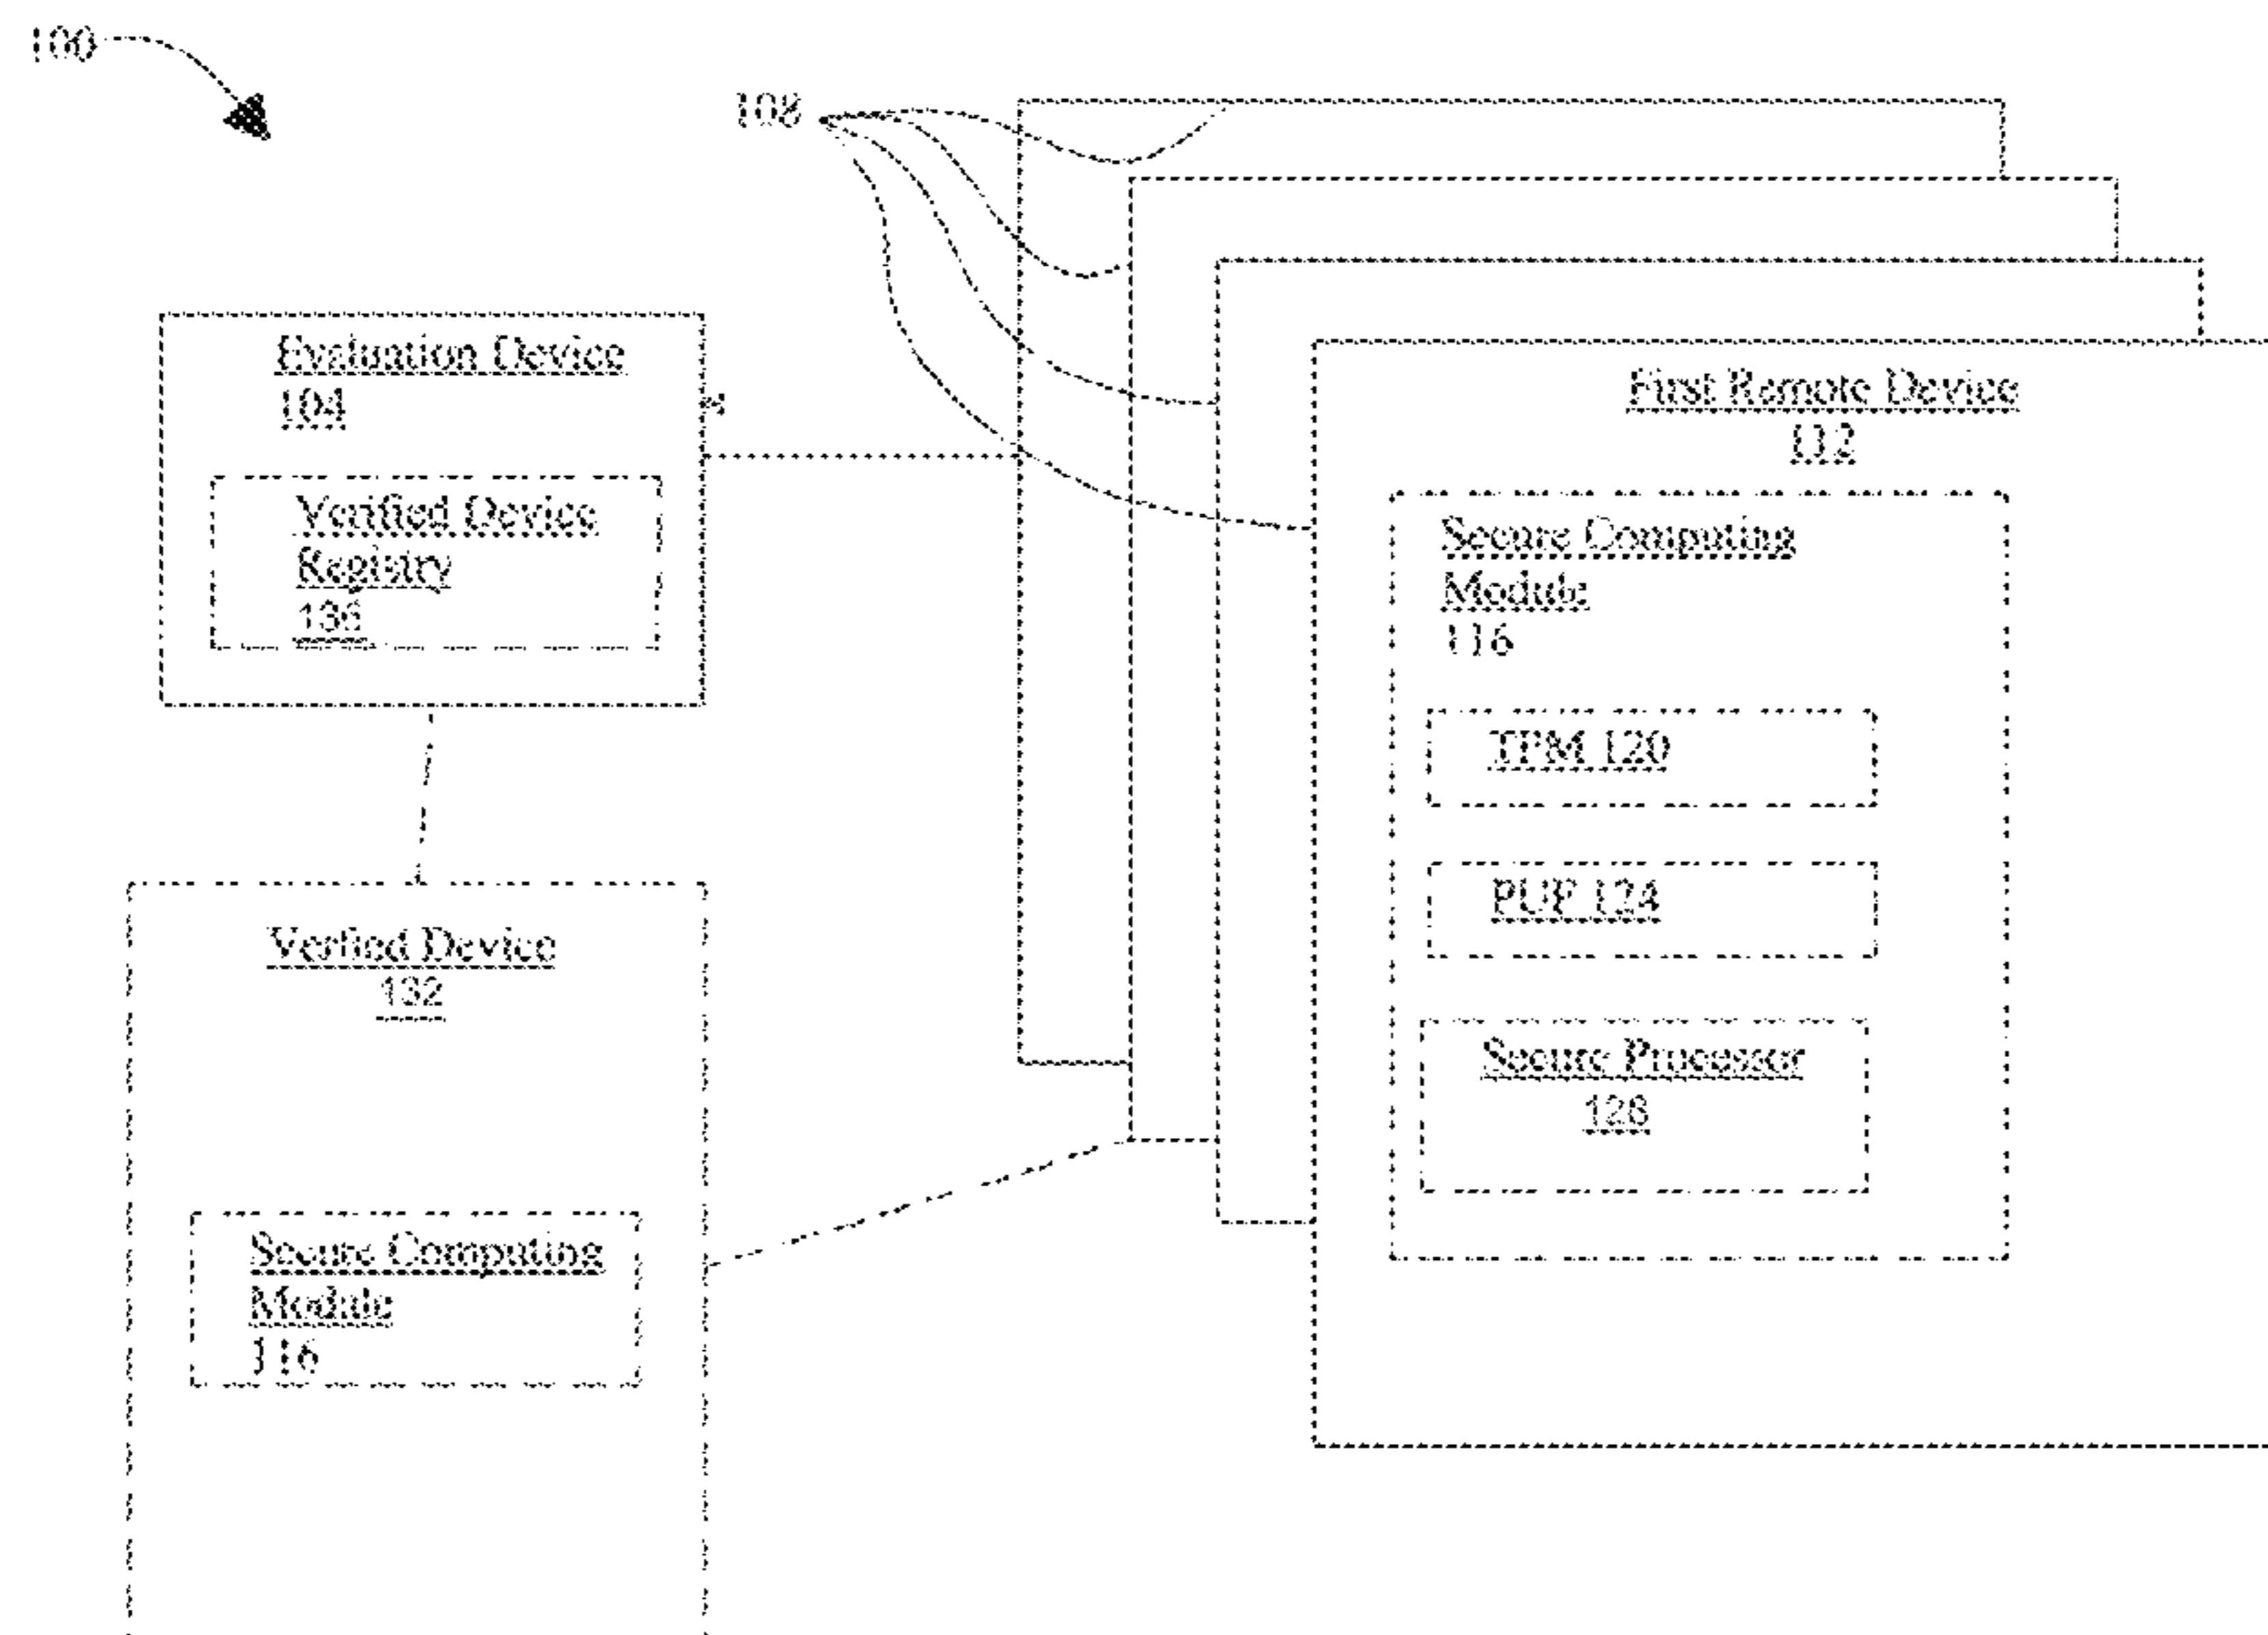 100
108
Evaluation Device
104
Verified Device
Registry
136
First Remote Device
112
Secure Computing
Module
116
TPM 120
PUF 124
Secure Processor
128
Verfied Device
132
Secure Computing
Module
116